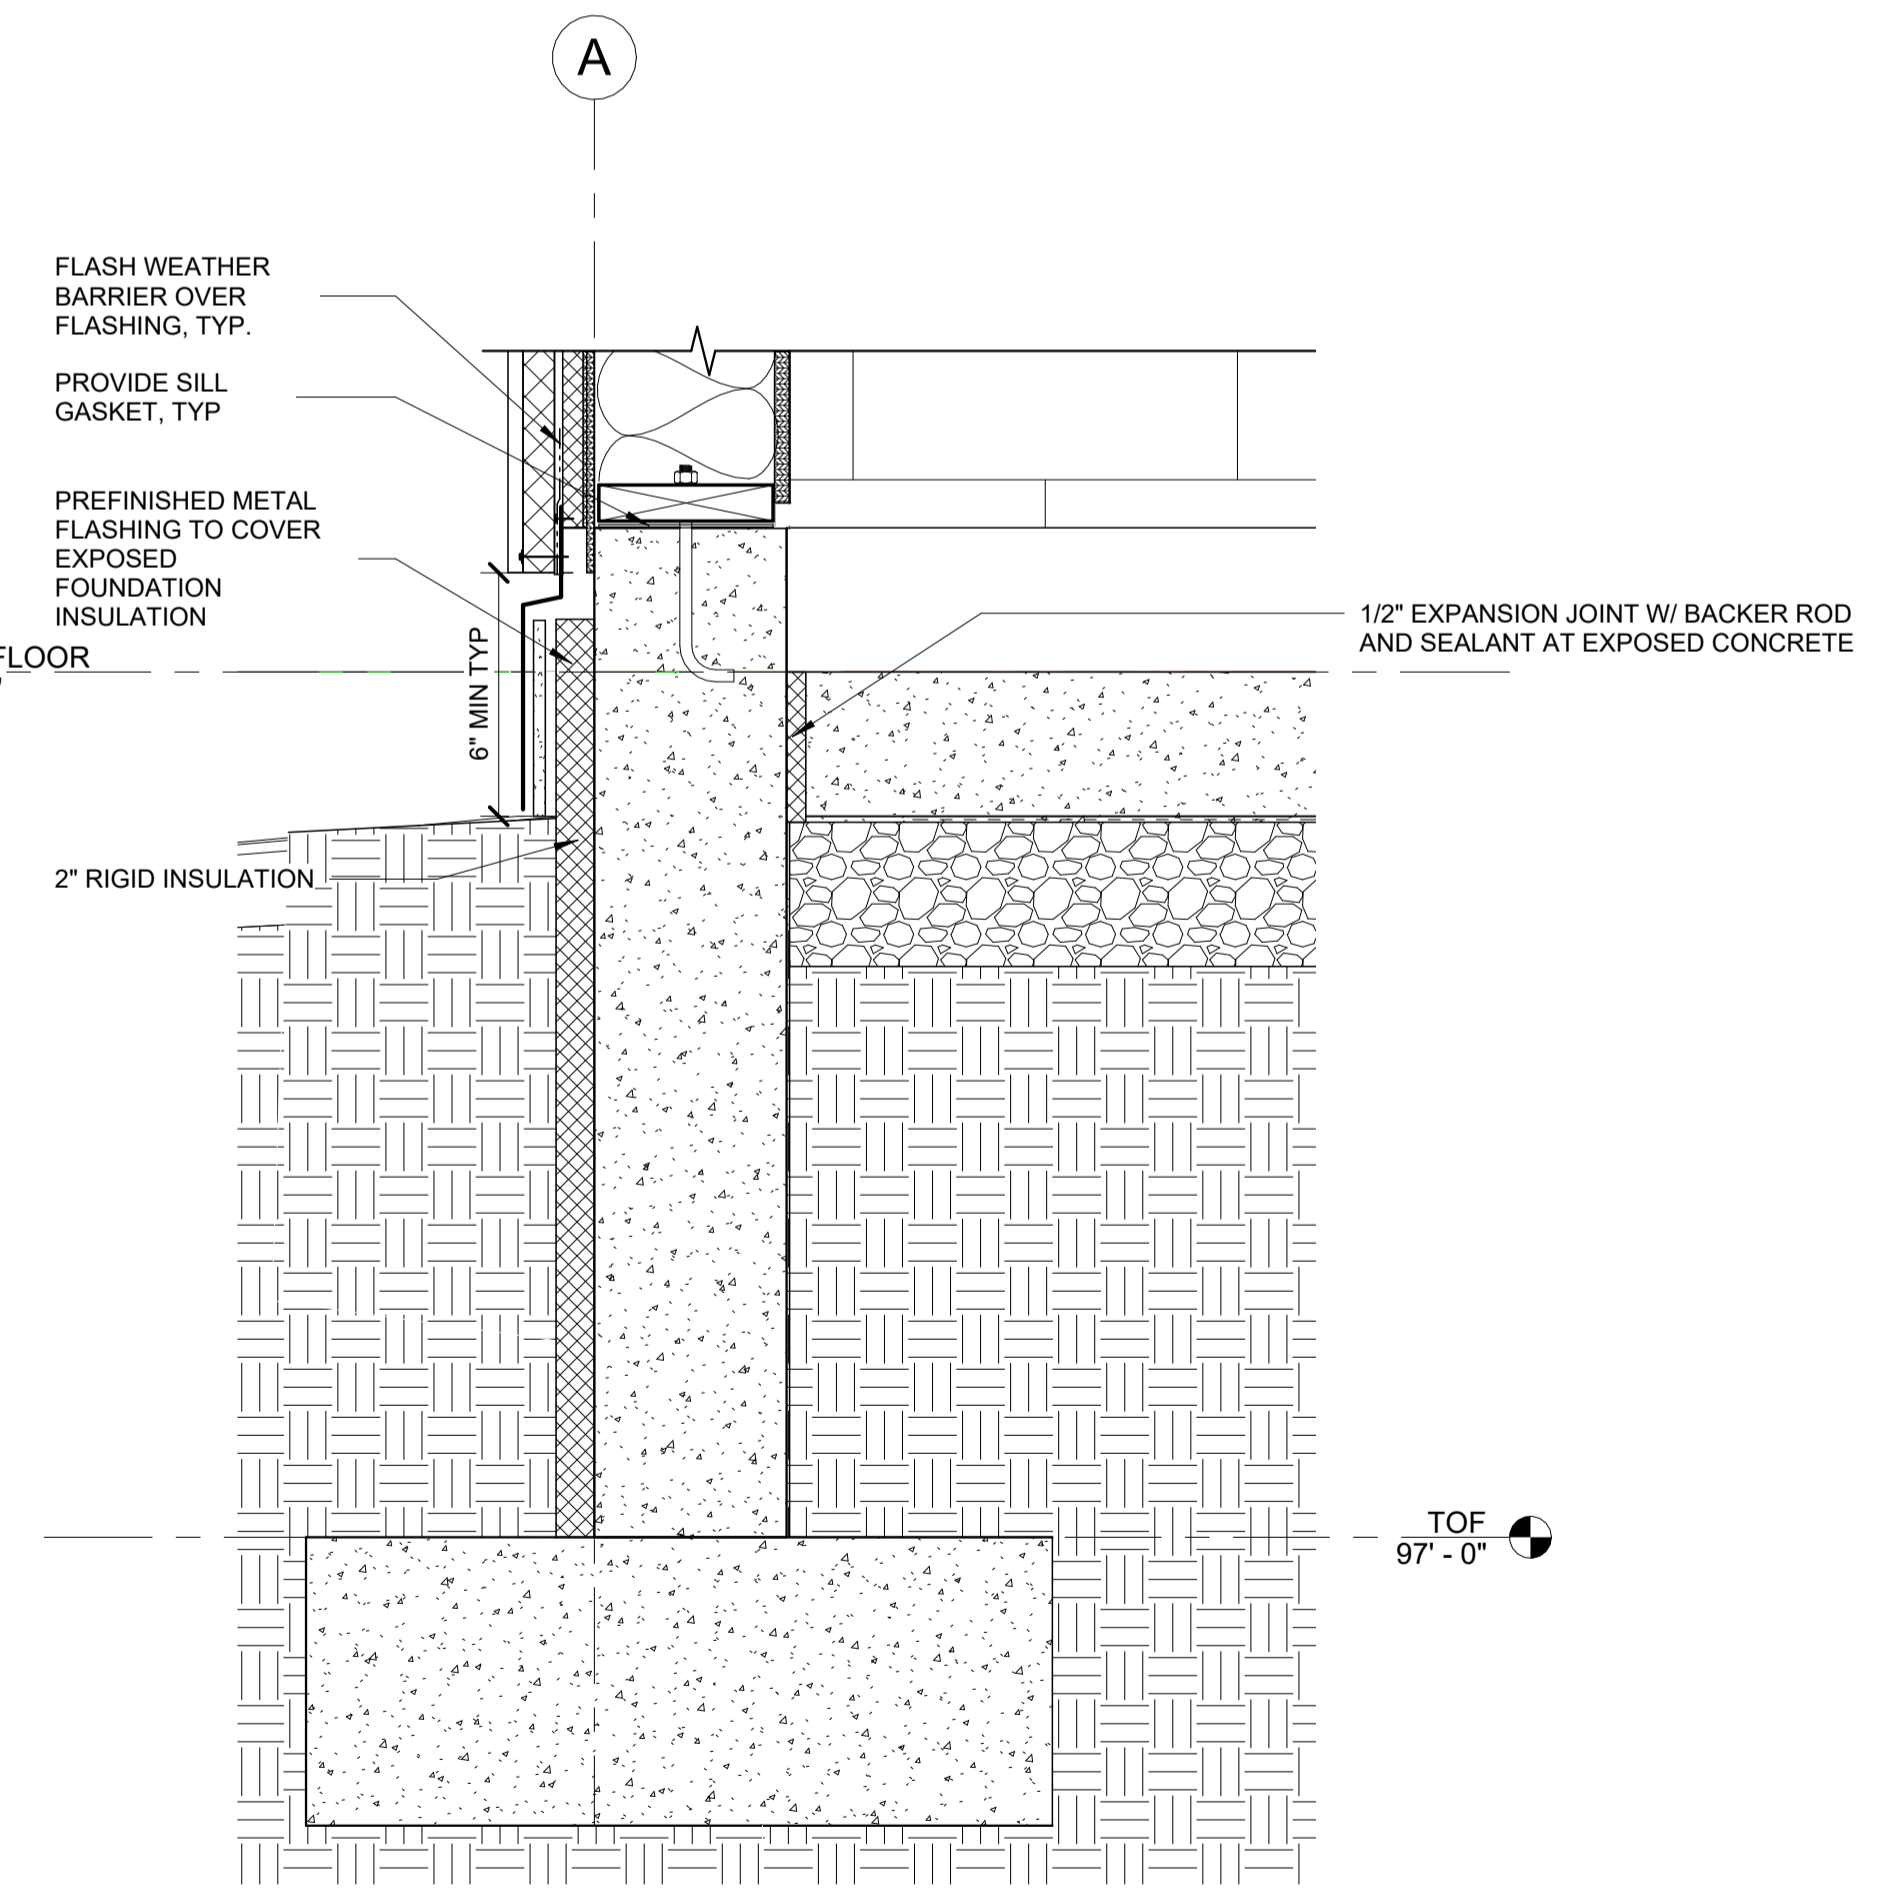 A
FLASH WEATHER
BARRIER OVER
FLASHING, TYP.
PROVIDE SILL
GASKET, TYP
PREFINISHED METAL
FLASHING TO COVER
EXPOSED
FOUNDATION
INSULATION
FLOOR
6" MIN TYP
1/2" EXPANSION JOINT W/ BACKER ROD
AND SEALANT AT EXPOSED CONCRETE
2" RIGID INSULATION
TOF
97' - 0"